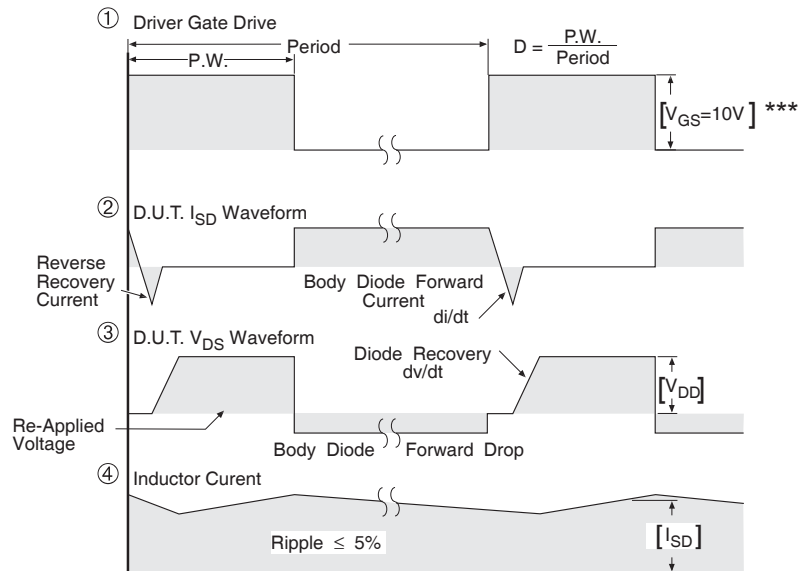 ① Driver Gate Drive
Period
P.W.
D = P.W. / Period
[VGS=10V] ***
② D.U.T. ISD Waveform
Reverse
Recovery
Current
Body Diode Forward
Current
di/dt
③ D.U.T. VDS Waveform
Diode Recovery
dv/dt
[VDD]
Re-Applied
Voltage
Body Diode Forward Drop
④ Inductor Curent
Ripple ≤ 5%
[ISD]